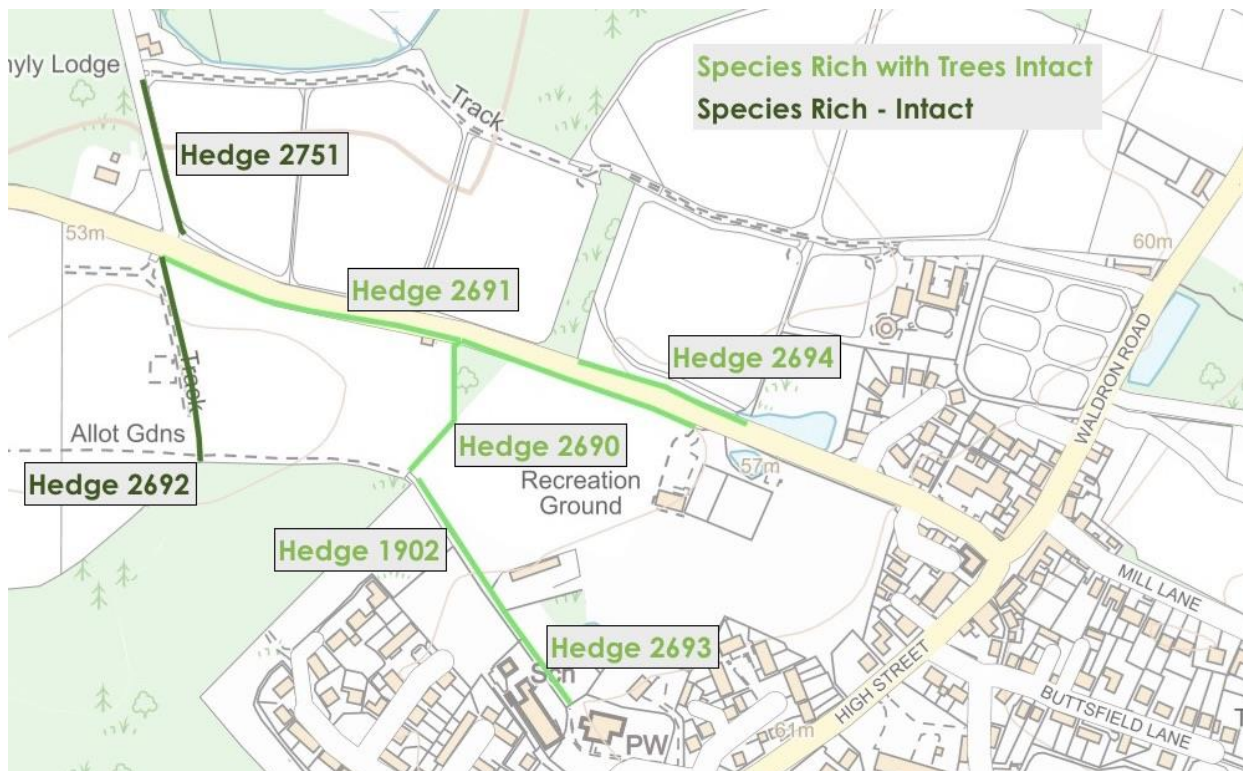 nyly Lodge
Species Rich with Trees Intact
Species Rich - Intact
Track
Hedge 2751
53m
60m
Hedge 2691
WALDRON ROAD
Hedge 2694
Track
Allot Gdns
Hedge 2690
57m
Hedge 2692
Recreation
Ground
Hedge 1902
MILL LANE
Hedge 2693
Sch
HIGH STREET
BUTTSFIELD LANE
PW
61m
T